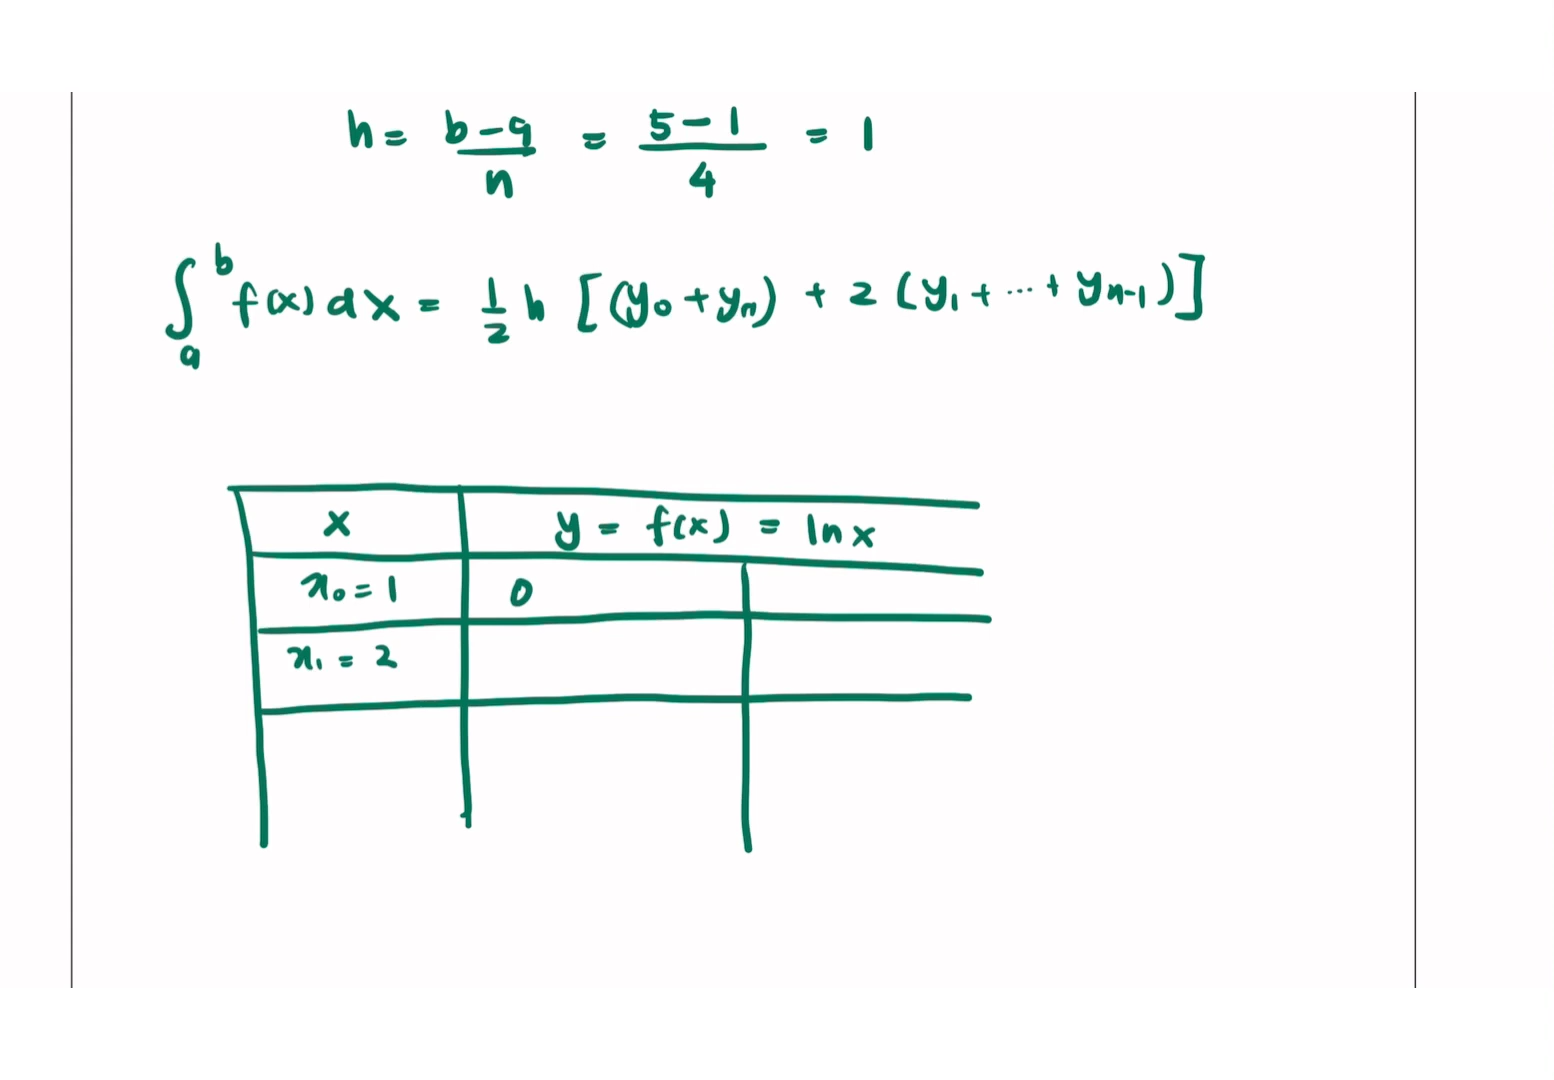 h = b-a/n = 5-1/4 = 1
∫ₐᵇ f(x) dx = 1/2 h [(y₀ + yₙ) + 2 (y₁ + ... + yₙ₋₁)]
x y = f(x) = ln x
x₀ = 1 0
x₁ = 2